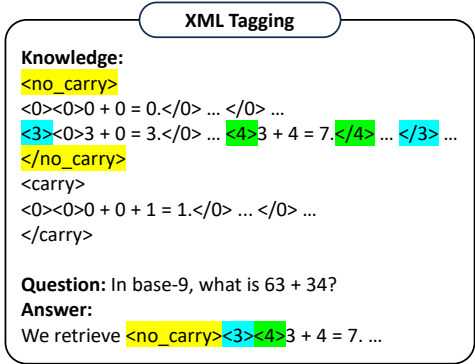 XML Tagging
Knowledge:
<no_carry>
<0><0>0 + 0 = 0.</0> ... </0> ...
<3><0>3 + 0 = 3.</0> ... <4>3 + 4 = 7.</4> ... </3> ...
</no_carry>
<carry>
<0><0>0 + 0 + 1 = 1.</0> ... </0> ...
</carry>
Question: In base-9, what is 63 + 34?
Answer:
We retrieve <no_carry><3><4>3 + 4 = 7. ...